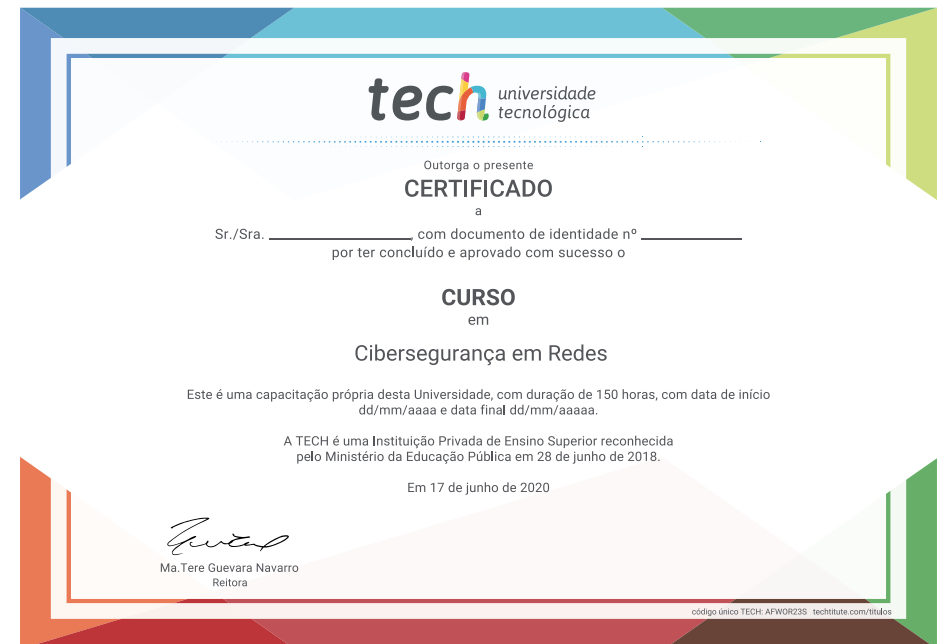 tech universidade
tecnológica
Outorga o presente
CERTIFICADO
a
Sr./Sra. ____________________, com documento de identidade nº ______________
por ter concluído e aprovado com sucesso o
CURSO
em
Cibersegurança em Redes
Este é uma capacitação própria desta Universidade, com duração de 150 horas, com data de início
dd/mm/aaaa e data final dd/mm/aaaaa.
A TECH é uma Instituição Privada de Ensino Superior reconhecida
pelo Ministério da Educação Pública em 28 de junho de 2018.
Em 17 de junho de 2020
Ma.Tere Guevara Navarro
Reitora
código único TECH: AFWOR23S techtitute.com/titulos